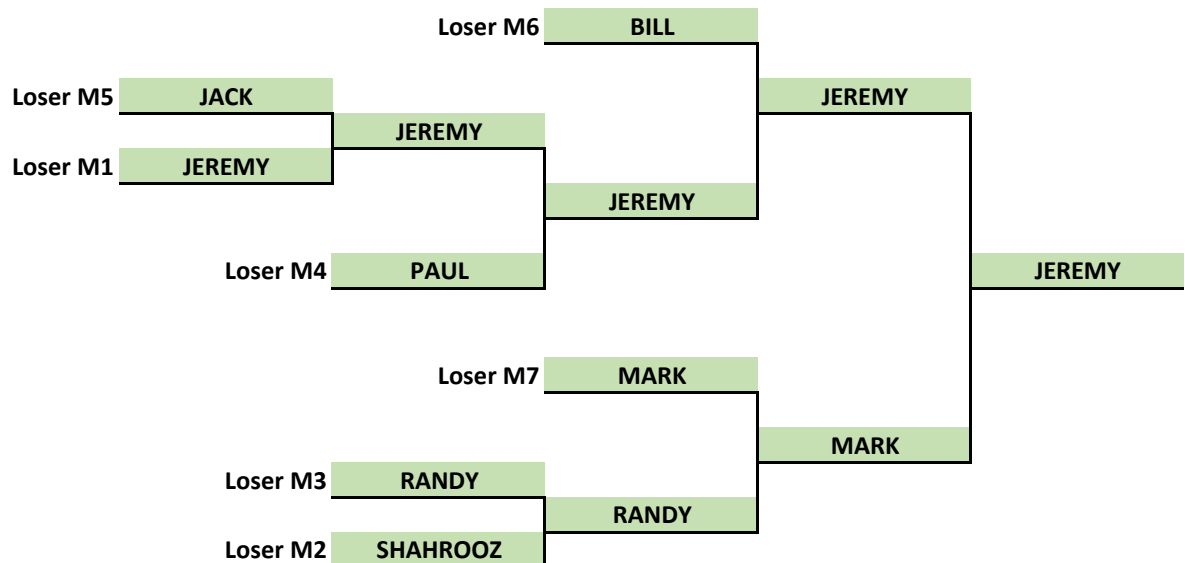 Loser M6 BILL
Loser M5 JACK JEREMY
JEREMY
Loser M1 JEREMY
JEREMY
Loser M4 PAUL JEREMY
Loser M7 MARK
MARK
Loser M3 RANDY
RANDY
Loser M2 SHAHROOZ